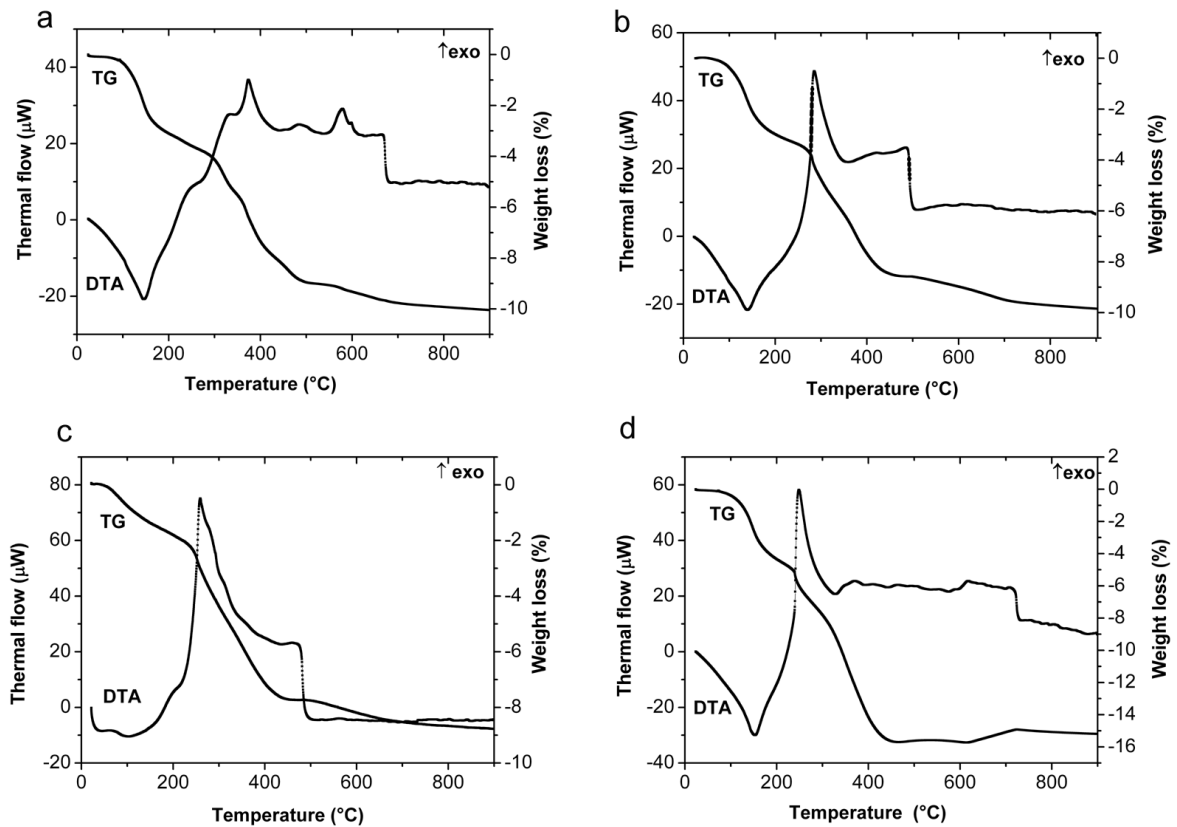 a
↑exo
TG
DTA
40
20
0
-20
0
-2
-4
-6
-8
-10
0 200 400 600 800
Thermal flow (µW)
Weight loss (%)
Temperature (°C)
b
↑exo
TG
DTA
60
40
20
0
-20
0
-2
-4
-6
-8
-10
0 200 400 600 800
Thermal flow (µW)
Weight loss (%)
Temperature (°C)
c
↑ exo
TG
DTA
80
60
40
20
0
-20
0
-2
-4
-6
-8
-10
0 200 400 600 800
Thermal flow (µW)
Weight loss (%)
Temperature (°C)
d
↑exo
TG
DTA
60
40
20
0
-20
-40
2
0
-2
-4
-6
-8
-10
-12
-14
-16
0 200 400 600 800
Thermal flow (µW)
Weight loss (%)
Temperature (°C)